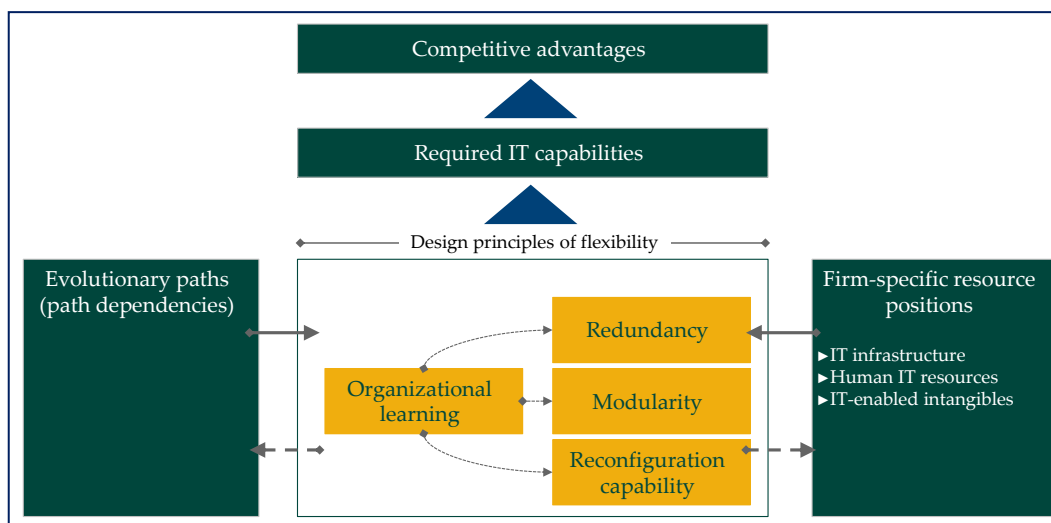 Competitive advantages
Required IT capabilities
Design principles of flexibility
Evolutionary paths
(path dependencies)
Organizational
learning
Redundancy
Modularity
Reconfiguration
capability
Firm-specific resource
positions
►IT infrastructure
►Human IT resources
►IT-enabled intangibles